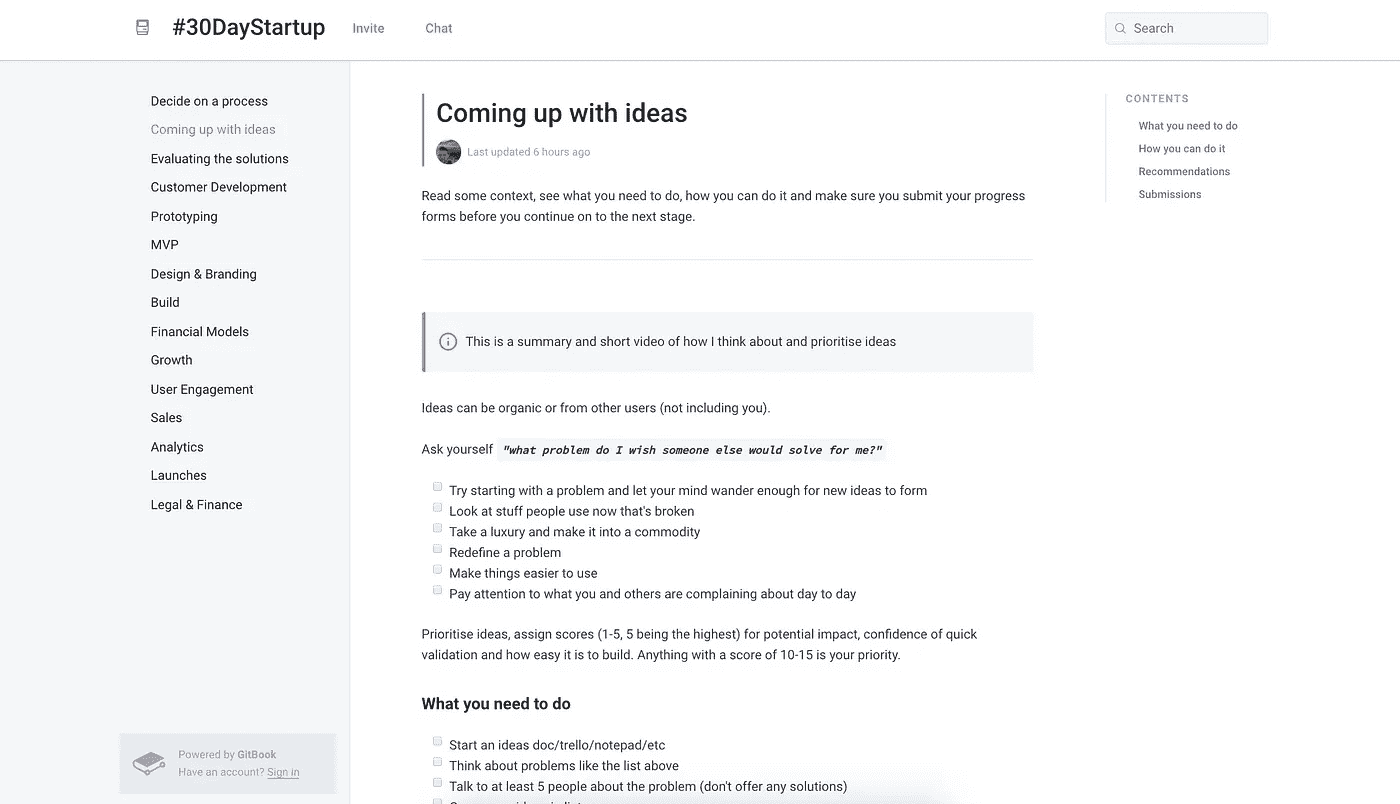 #30DayStartup
Invite
Chat
Search
Decide on a process
Coming up with ideas
Evaluating the solutions
Customer Development
Prototyping
MVP
Design & Branding
Build
Financial Models
Growth
User Engagement
Sales
Analytics
Launches
Legal & Finance
Powered by GitBook
Have an account? Sign in
Coming up with ideas
Last updated 6 hours ago
Read some context, see what you need to do, how you can do it and make sure you submit your progress
forms before you continue on to the next stage.
This is a summary and short video of how I think about and prioritise ideas
Ideas can be organic or from other users (not including you).
Ask yourself "what problem do I wish someone else would solve for me?"
Try starting with a problem and let your mind wander enough for new ideas to form
Look at stuff people use now that's broken
Take a luxury and make it into a commodity
Redefine a problem
Make things easier to use
Pay attention to what you and others are complaining about day to day
Prioritise ideas, assign scores (1-5, 5 being the highest) for potential impact, confidence of quick
validation and how easy it is to build. Anything with a score of 10-15 is your priority.
What you need to do
Start an ideas doc/trello/notepad/etc
Think about problems like the list above
Talk to at least 5 people about the problem (don't offer any solutions)
CONTENTS
What you need to do
How you can do it
Recommendations
Submissions